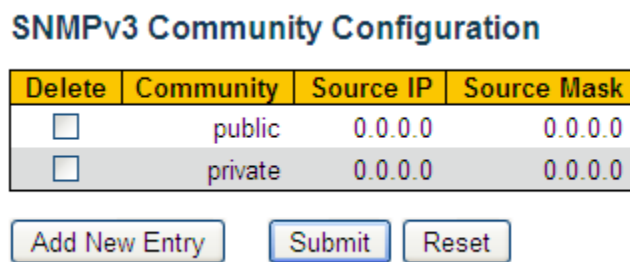 SNMPv3 Community Configuration
Delete Community Source IP Source Mask
public 0.0.0.0 0.0.0.0
private 0.0.0.0 0.0.0.0
Add New Entry Submit Reset